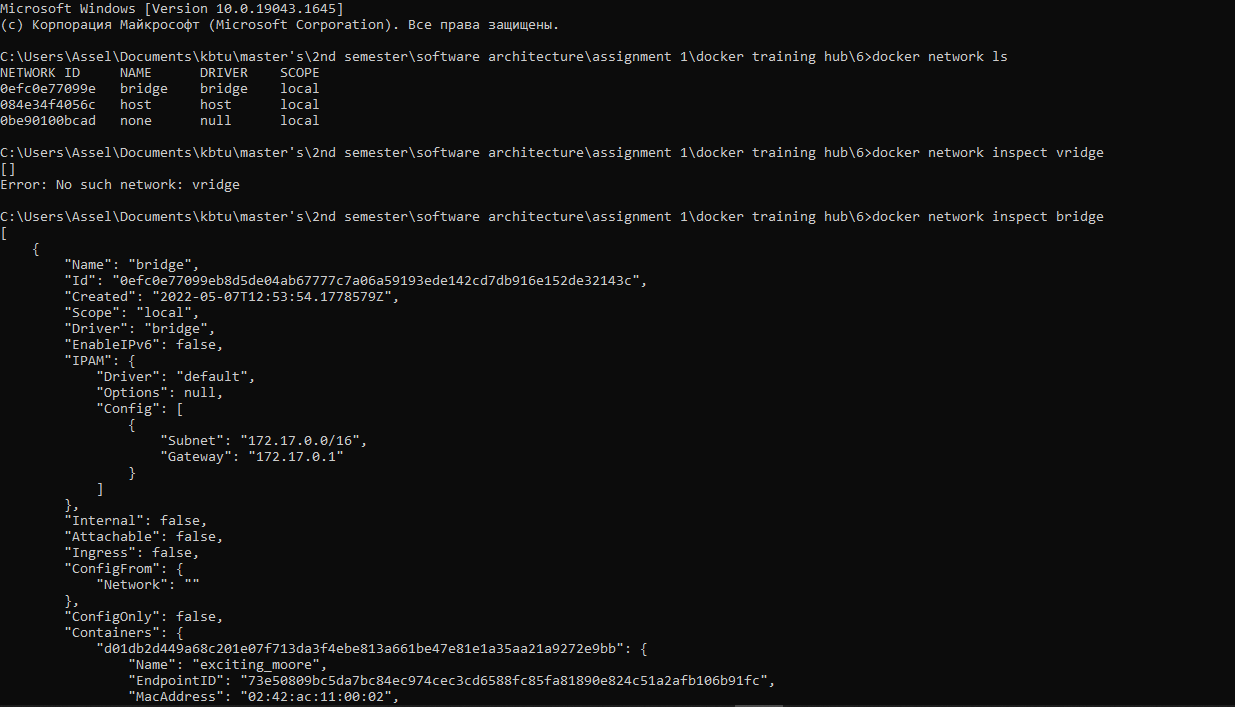 Microsoft Windows [Version 10.0.19043.1645]
(c) Корпорация Майкрософт (Microsoft Corporation). Все права защищены.
C:\Users\Assel\Documents\kbtu\master's\2nd semester\software architecture\assignment 1\docker training hub\6>docker network ls
NETWORK ID     NAME      DRIVER    SCOPE
0efc0e77099e   bridge    bridge    local
084e34f4056c   host      host      local
0be90100bcad   none      null      local
C:\Users\Assel\Documents\kbtu\master's\2nd semester\software architecture\assignment 1\docker training hub\6>docker network inspect vridge
[]
Error: No such network: vridge
C:\Users\Assel\Documents\kbtu\master's\2nd semester\software architecture\assignment 1\docker training hub\6>docker network inspect bridge
[
    {
        "Name": "bridge",
        "Id": "0efc0e77099eb8d5de04ab67777c7a06a59193ede142cd7db916e152de32143c",
        "Created": "2022-05-07T12:53:54.1778579Z",
        "Scope": "local",
        "Driver": "bridge",
        "EnableIPv6": false,
        "IPAM": {
            "Driver": "default",
            "Options": null,
            "Config": [
                {
                    "Subnet": "172.17.0.0/16",
                    "Gateway": "172.17.0.1"
                }
            ]
        },
        "Internal": false,
        "Attachable": false,
        "Ingress": false,
        "ConfigFrom": {
            "Network": ""
        },
        "ConfigOnly": false,
        "Containers": {
            "d01db2d449a68c201e07f713da3f4ebe813a661be47e81e1a35aa21a9272e9bb": {
                "Name": "exciting_moore",
                "EndpointID": "73e50809bc5da7bc84ec974cec3cd6588fc85fa81890e824c51a2afb106b91fc",
                "MacAddress": "02:42:ac:11:00:02",